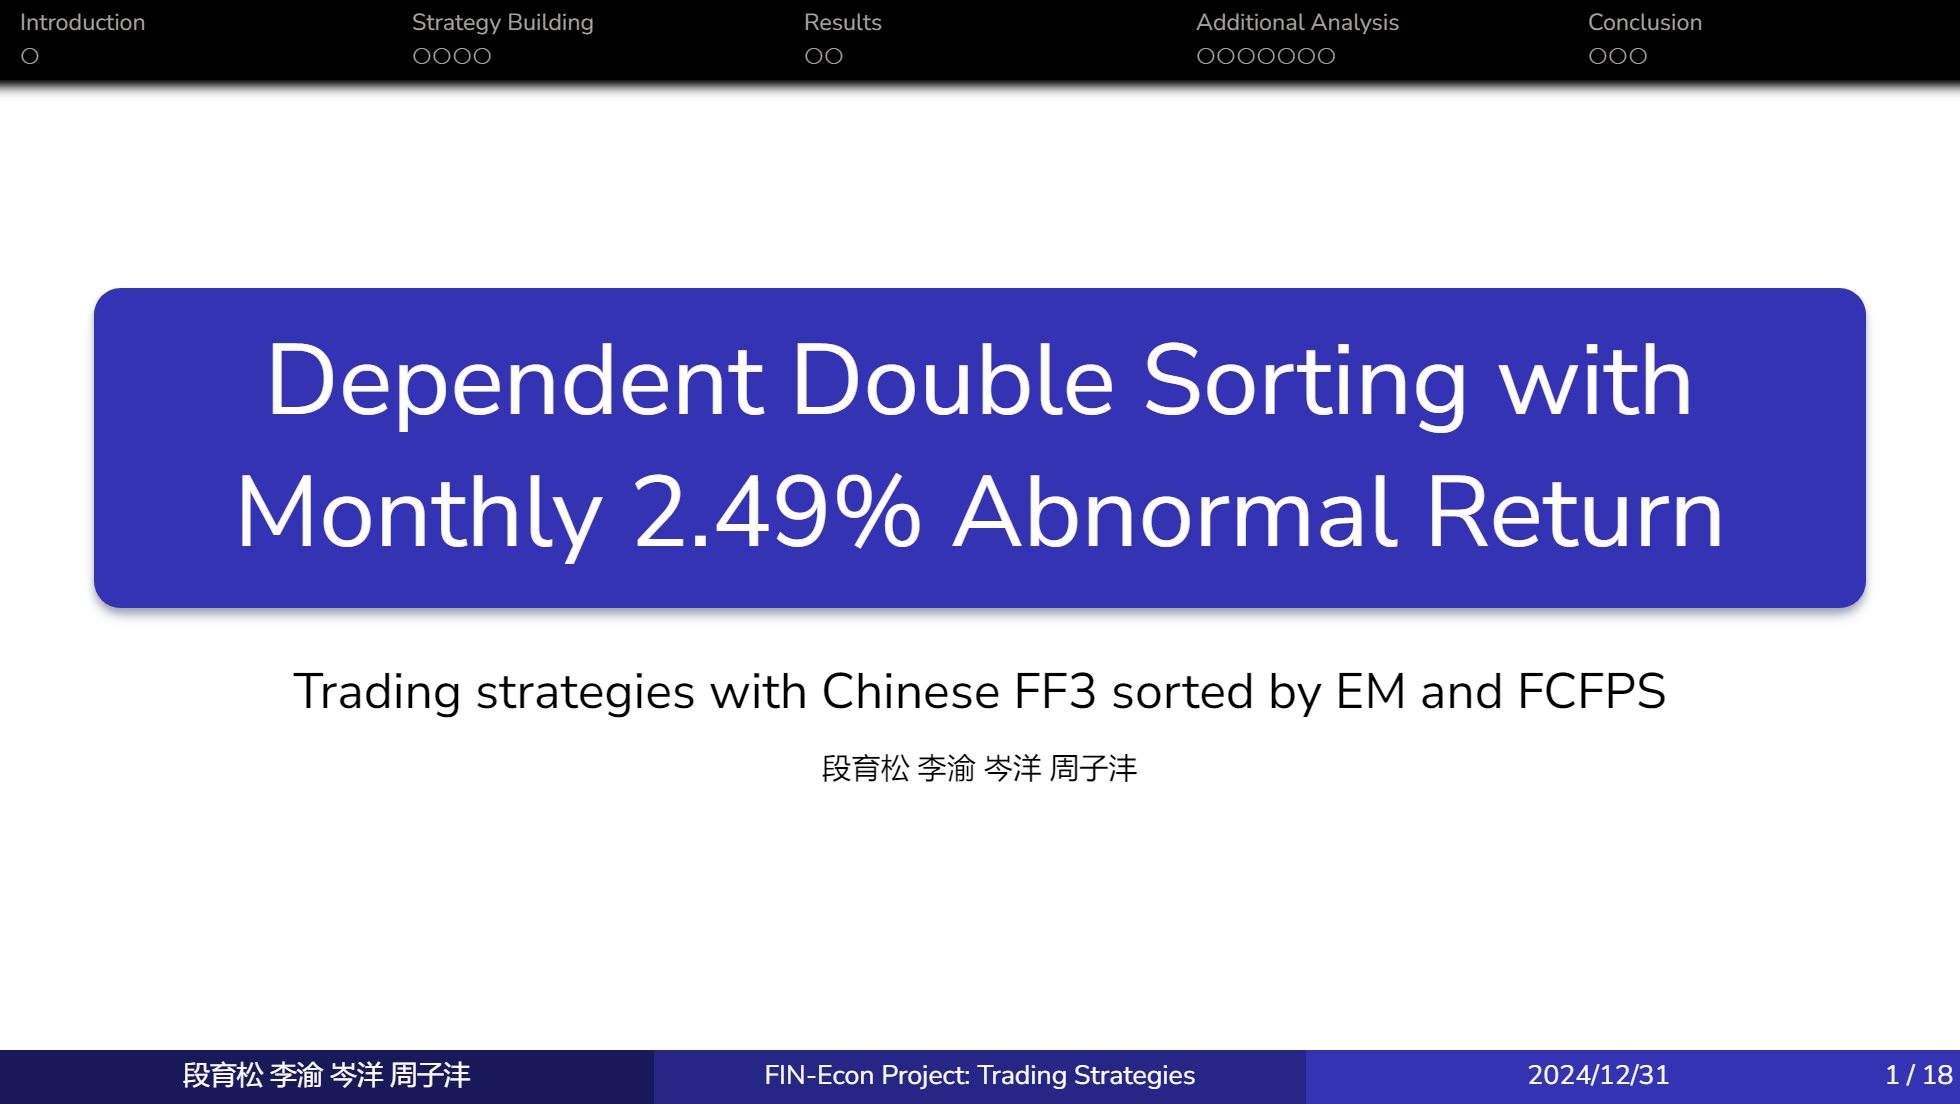 Introduction
Strategy Building
Results
Additional Analysis
Conclusion
Dependent Double Sorting with
Monthly 2.49% Abnormal Return
Trading strategies with Chinese FF3 sorted by EM and FCFPS
段育松 李渝 岑洋 周子沣
段育松 李渝 岑洋 周子沣
FIN-Econ Project: Trading Strategies
2024/12/31
1 / 18